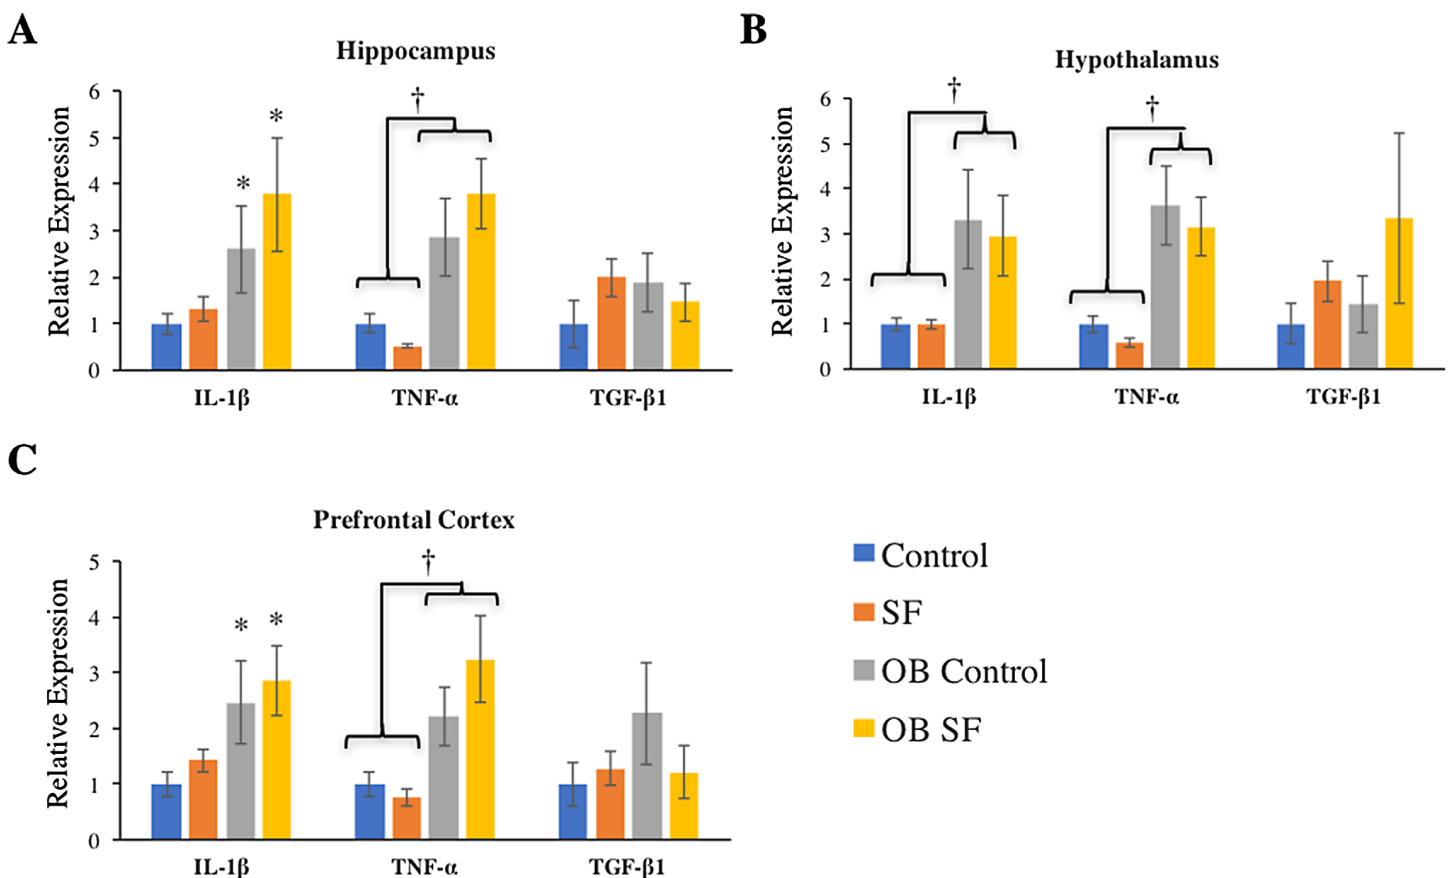 A
Hippocampus
Relative Expression
6
5
4
3
2
1
0
*
*
†
IL-1β
TNF-α
TGF-β1
B
Hypothalamus
Relative Expression
6
5
4
3
2
1
0
†
†
IL-1β
TNF-α
TGF-β1
C
Prefrontal Cortex
Relative Expression
5
4
3
2
1
0
*
*
†
IL-1β
TNF-α
TGF-β1
Control
SF
OB Control
OB SF